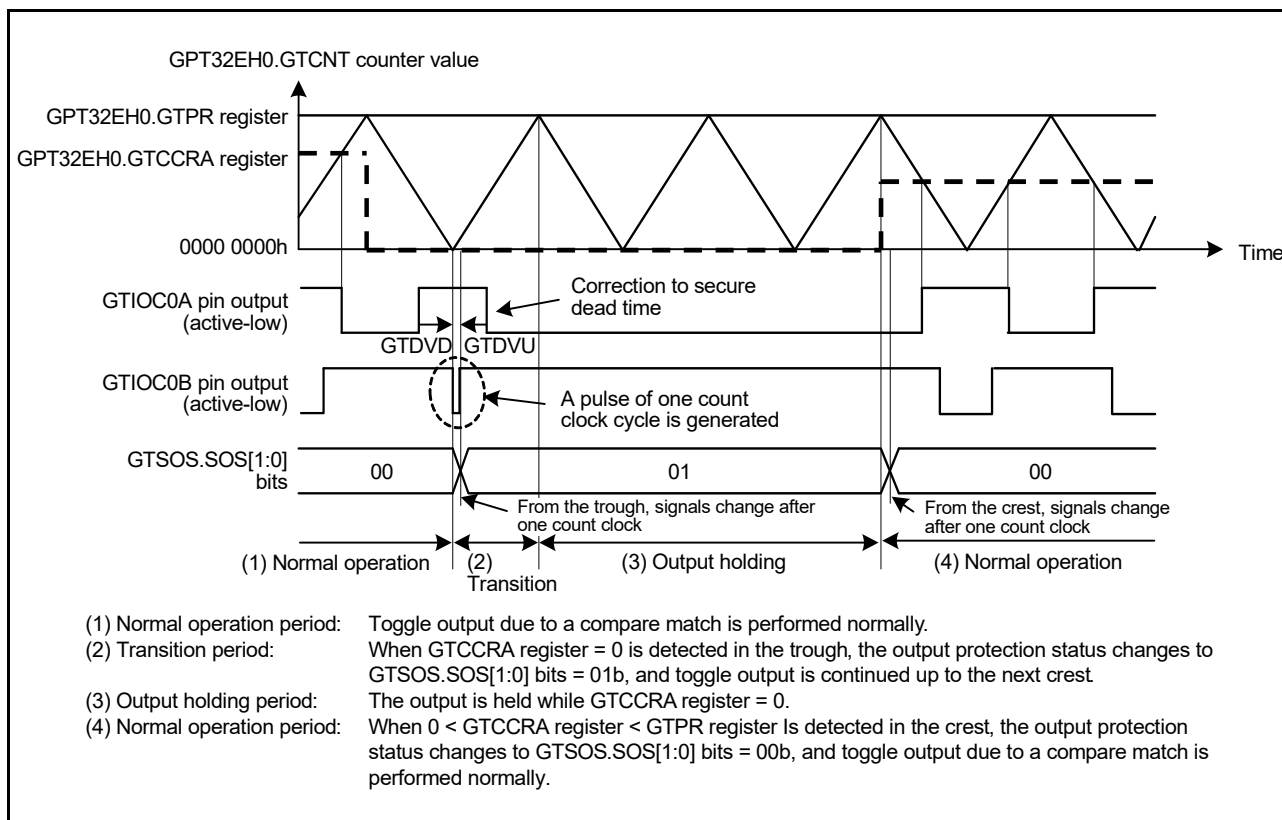 GPT32EH0.GTCNT counter value
GPT32EH0.GTPR register
GPT32EH0.GTCCRA register
0000 0000h
Time
GTIOC0A pin output
(active-low)
Correction to secure
dead time
GTDVD
GTDVU
GTIOC0B pin output
(active-low)
A pulse of one count
clock cycle is generated
GTSOS.SOS[1:0]
bits
00
01
00
From the trough, signals change after
one count clock
From the crest, signals change
after one count clock
(1) Normal operation
(2)
Transition
(3) Output holding
(4) Normal operation
(1) Normal operation period: Toggle output due to a compare match is performed normally.
(2) Transition period: When GTCCRA register = 0 is detected in the trough, the output protection status changes to
GTSOS.SOS[1:0] bits = 01b, and toggle output is continued up to the next crest.
(3) Output holding period: The output is held while GTCCRA register = 0.
(4) Normal operation period: When 0 < GTCCRA register < GTPR register Is detected in the crest, the output protection
status changes to GTSOS.SOS[1:0] bits = 00b, and toggle output due to a compare match is
performed normally.